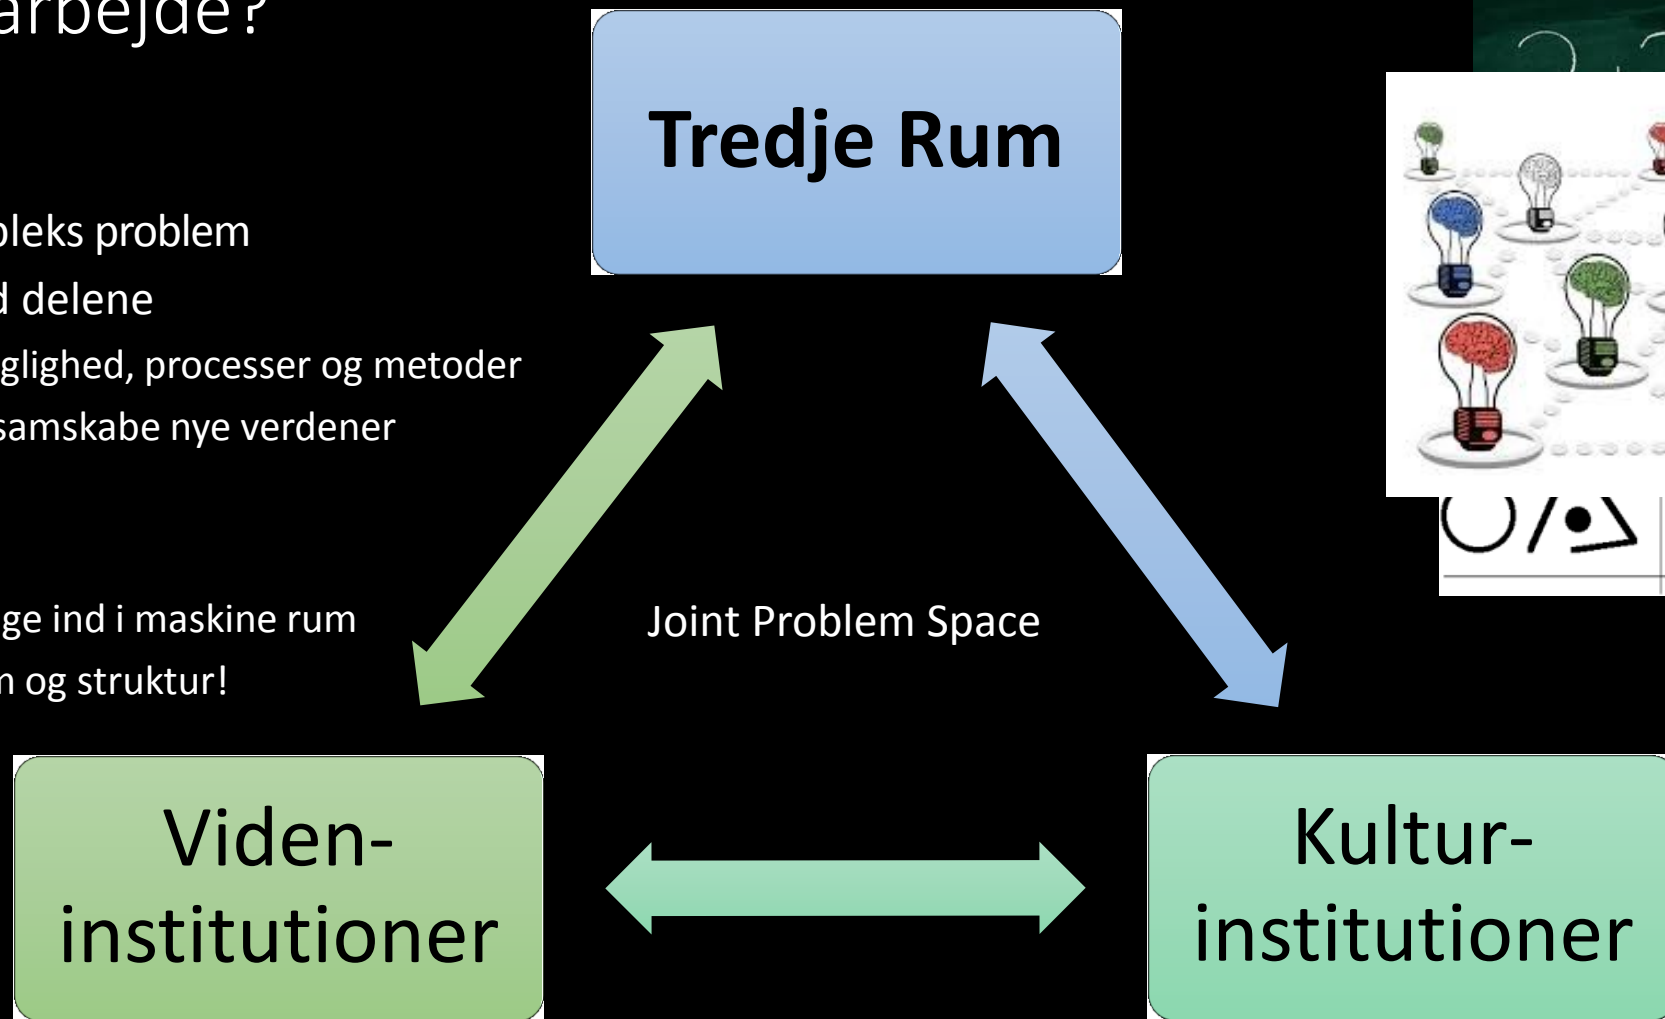 arbejde?
Tredje Rum
pleks problem
d delene
glighed, processer og metoder
samskabe nye verdener
ge ind i maskine rum
Joint Problem Space
n og struktur!
Viden-
institutioner
Kultur-
institutioner